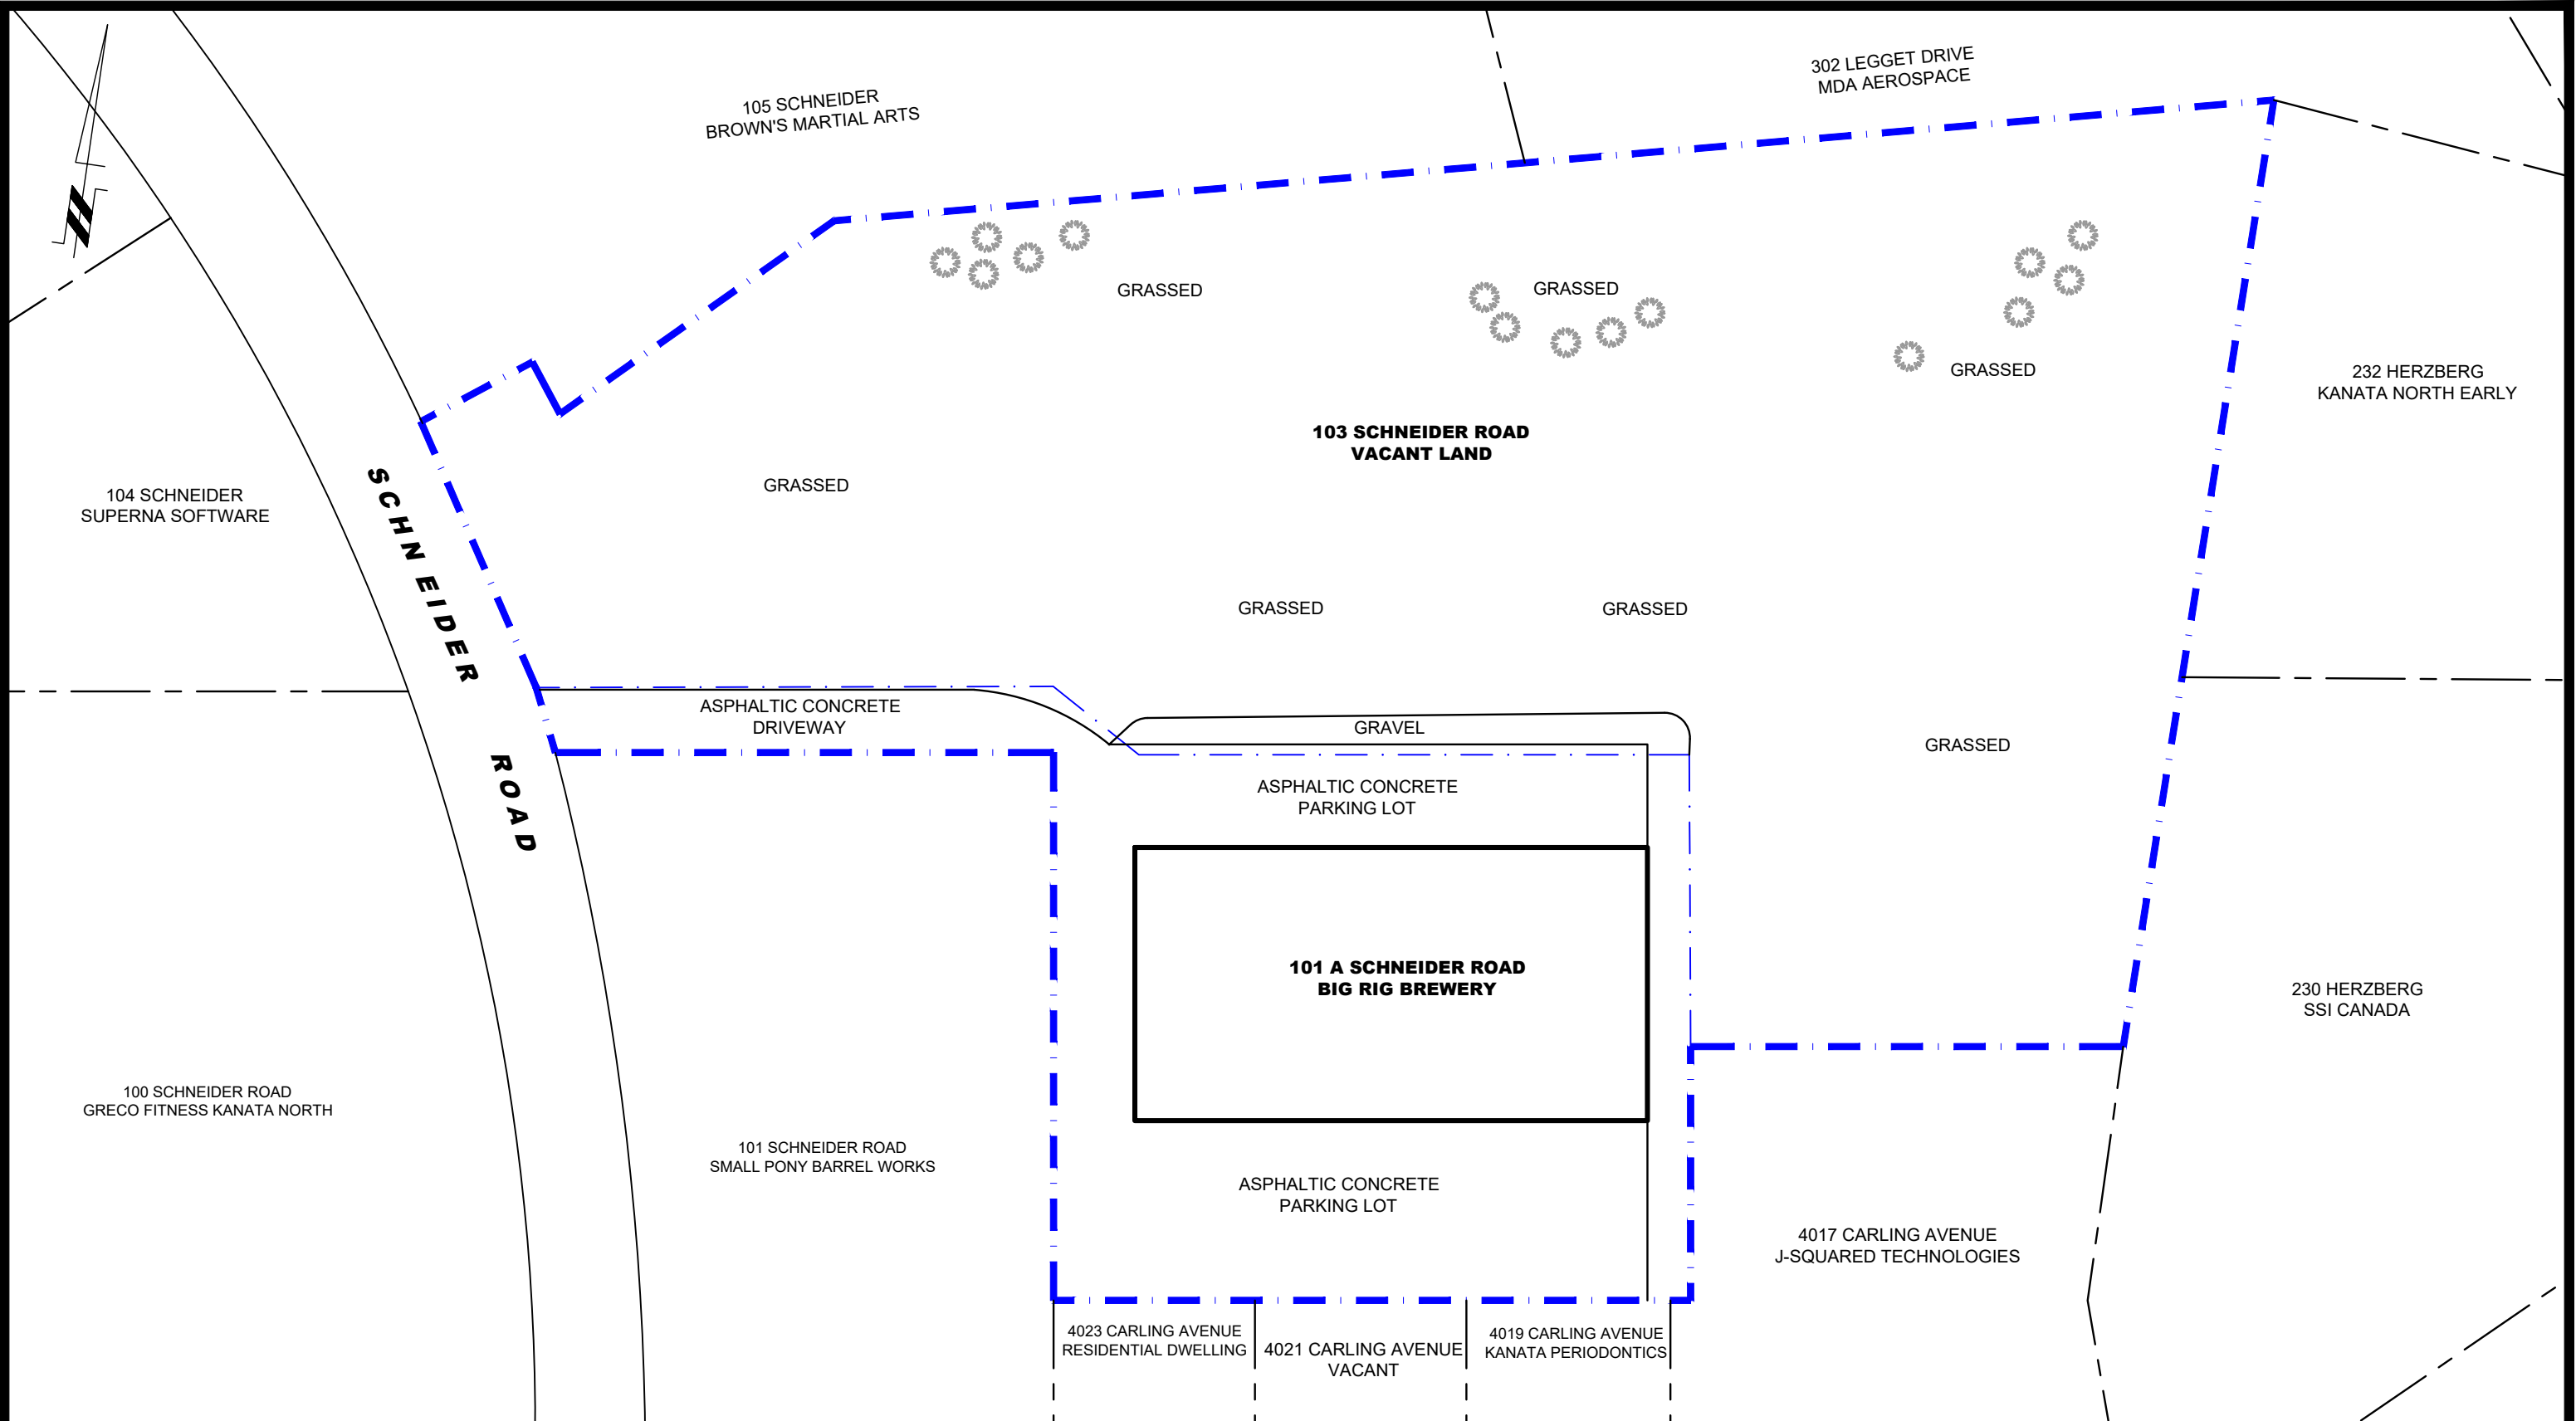 302 LEGGET DRIVE
MDA AEROSPACE
105 SCHNEIDER
BROWN'S MARTIAL ARTS
GRASSED
GRASSED
GRASSED
232 HERZBERG
KANATA NORTH EARLY
103 SCHNEIDER ROAD
VACANT LAND
GRASSED
104 SCHNEIDER
SUPERNA SOFTWARE
SCHNEIDER ROAD
GRASSED
GRASSED
ASPHALTIC CONCRETE
DRIVEWAY
GRAVEL
GRASSED
ASPHALTIC CONCRETE
PARKING LOT
101 A SCHNEIDER ROAD
BIG RIG BREWERY
230 HERZBERG
SSI CANADA
100 SCHNEIDER ROAD
GRECO FITNESS KANATA NORTH
101 SCHNEIDER ROAD
SMALL PONY BARREL WORKS
ASPHALTIC CONCRETE
PARKING LOT
4017 CARLING AVENUE
J-SQUARED TECHNOLOGIES
4023 CARLING AVENUE
RESIDENTIAL DWELLING
4021 CARLING AVENUE
VACANT
4019 CARLING AVENUE
KANATA PERIODONTICS